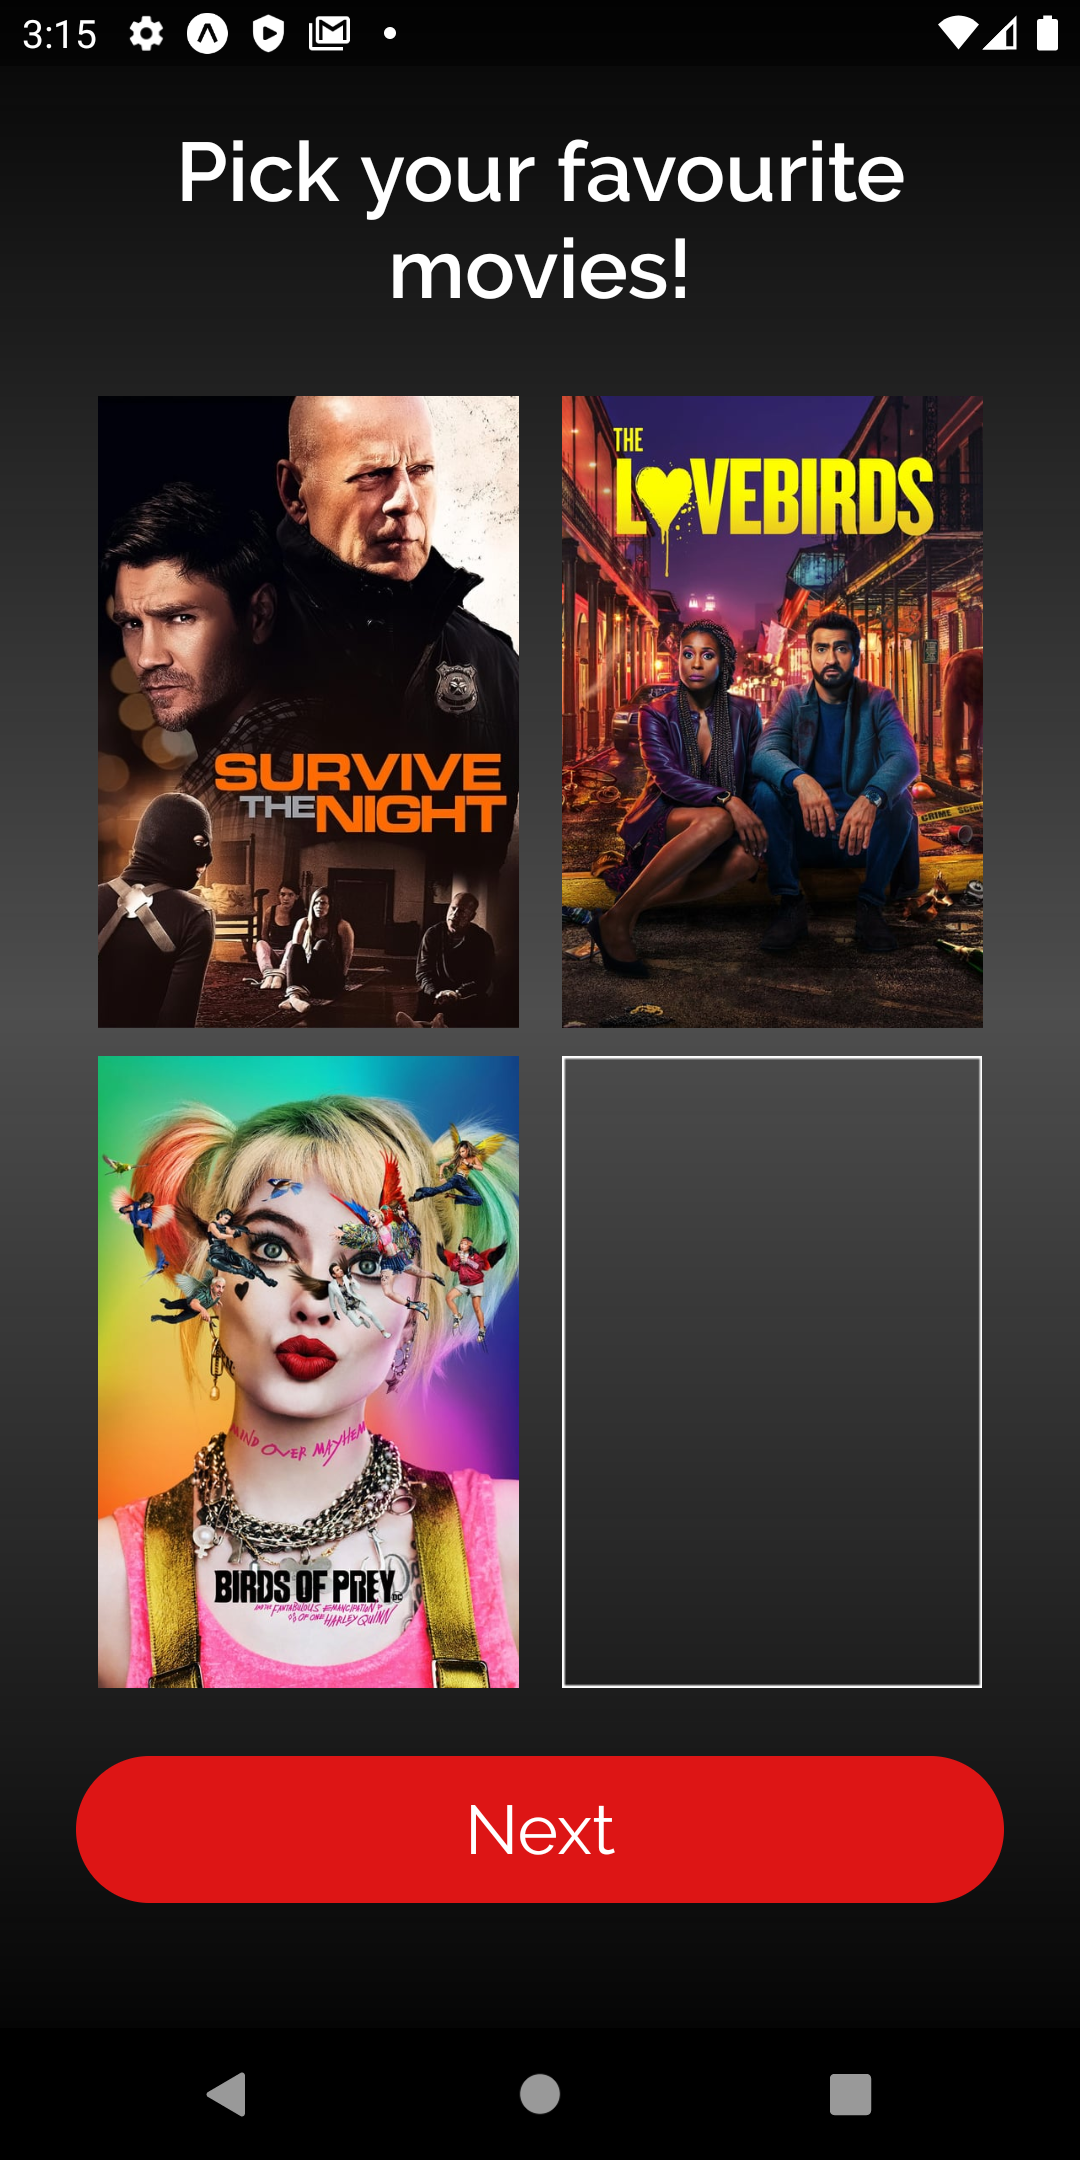 3:15
Pick your favourite
movies!
SURVIVE
THE NIGHT
THE
LOVEBIRDS
CRIME SCENE
MIND OVER MAYHEM
BIRDS OF PREY
AND THE FANTABULOUS EMANCIPATION
OF ONE HARLEY QUINN
Next